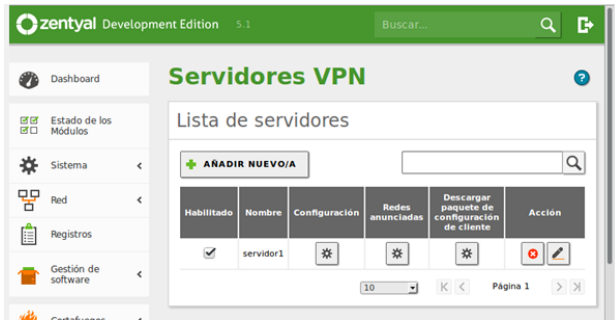 zentyal Development Edition 5.1
Buscar...
Dashboard
Estado de los
Módulos
Sistema
Red
Registros
Gestión de
software
Cortafuegos
Servidores VPN
?
Lista de servidores
+ AÑADIR NUEVO/A
Habilitado Nombre Configuración Redes anunciadas Descargar paquete de configuración de cliente Acción
servidor1
10 Página 1